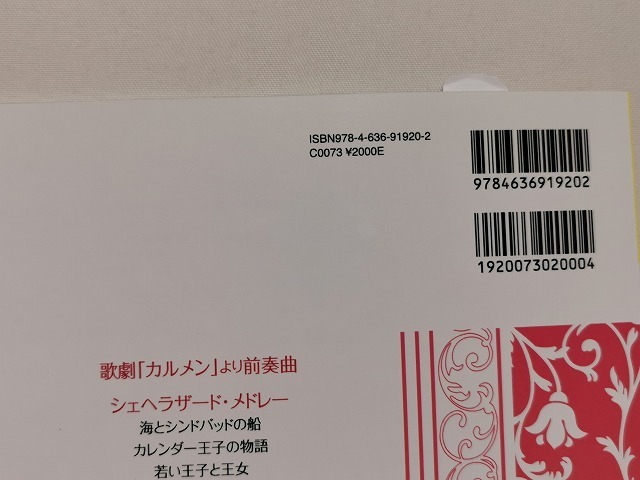 ISBN978-4-636-91920-2
C0073 ¥2000E
9784636919202
1920073020004
歌劇「カルメン」より前奏曲
シェヘラザード・メドレー
海とシンドバッドの船
カレンダー王子の物語
若い王子と王女